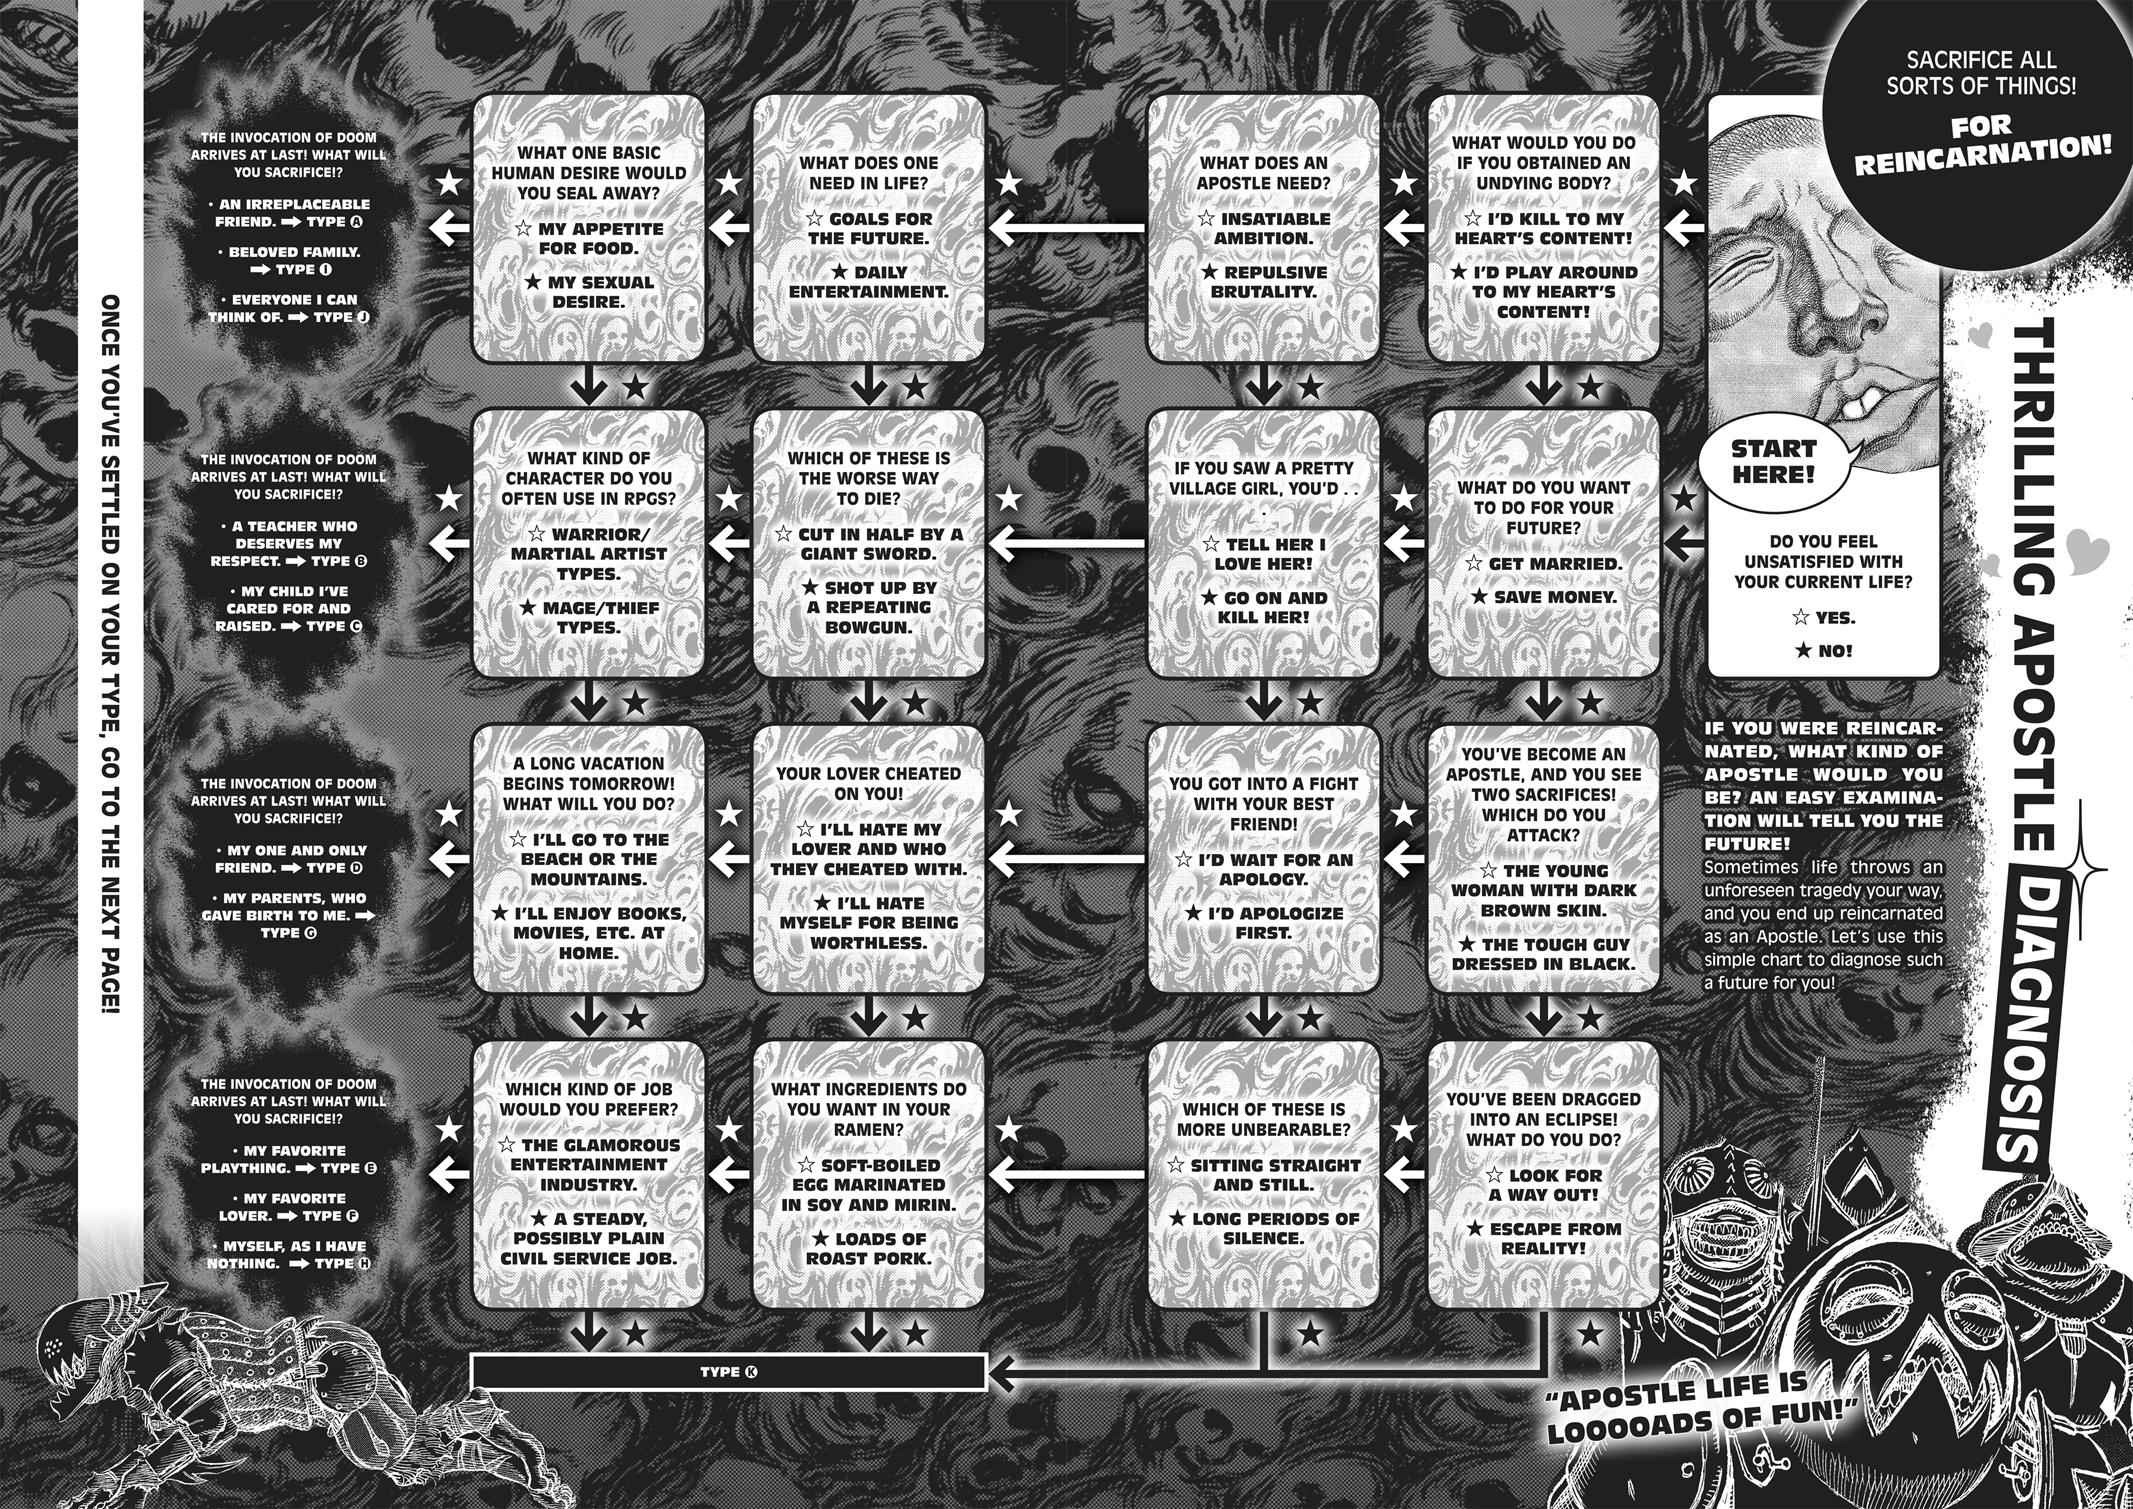 SACRIFICE ALL
SORTS OF THINGS!
FOR
REINCARNATION!
THRILLING APOSTLE DIAGNOSIS
START
HERE!
DO YOU FEEL
UNSATISFIED WITH
YOUR CURRENT LIFE?
☆ YES.
★ NO!
IF YOU WERE REINCAR-
NATED, WHAT KIND OF
APOSTLE WOULD YOU
BE? AN EASY EXAMINA-
TION WILL TELL YOU THE
FUTURE!
Sometimes life throws an
unforeseen tragedy your way,
and you end up reincarnated
as an Apostle. Let's use this
simple chart to diagnose such
a future for you!
"APOSTLE LIFE IS
LOOOOADS OF FUN!"
WHAT WOULD YOU DO
IF YOU OBTAINED AN
UNDYING BODY?
☆ I'D KILL TO MY
HEART'S CONTENT!
★ I'D PLAY AROUND
TO MY HEART'S
CONTENT!
WHAT DO YOU WANT
TO DO FOR YOUR
FUTURE?
☆ GET MARRIED.
★ SAVE MONEY.
YOU'VE BECOME AN
APOSTLE, AND YOU SEE
TWO SACRIFICES!
WHICH DO YOU
ATTACK?
☆ THE YOUNG
WOMAN WITH DARK
BROWN SKIN.
★ THE TOUGH GUY
DRESSED IN BLACK.
YOU'VE BEEN DRAGGED
INTO AN ECLIPSE!
WHAT DO YOU DO?
☆ LOOK FOR
A WAY OUT!
★ ESCAPE FROM
REALITY!
WHAT DOES AN
APOSTLE NEED?
☆ INSATIABLE
AMBITION.
★ REPULSIVE
BRUTALITY.
IF YOU SAW A PRETTY
VILLAGE GIRL, YOU'D . .
.
☆ TELL HER I
LOVE HER!
★ GO ON AND
KILL HER!
YOU GOT INTO A FIGHT
WITH YOUR BEST
FRIEND!
☆ I'D WAIT FOR AN
APOLOGY.
★ I'D APOLOGIZE
FIRST.
WHICH OF THESE IS
MORE UNBEARABLE?
☆ SITTING STRAIGHT
AND STILL.
★ LONG PERIODS OF
SILENCE.
WHAT DOES ONE
NEED IN LIFE?
☆ GOALS FOR
THE FUTURE.
★ DAILY
ENTERTAINMENT.
WHICH OF THESE IS
THE WORSE WAY
TO DIE?
☆ CUT IN HALF BY A
GIANT SWORD.
★ SHOT UP BY
A REPEATING
BOWGUN.
YOUR LOVER CHEATED
ON YOU!
☆ I'LL HATE MY
LOVER AND WHO
THEY CHEATED WITH.
★ I'LL HATE
MYSELF FOR BEING
WORTHLESS.
WHAT INGREDIENTS DO
YOU WANT IN YOUR
RAMEN?
☆ SOFT-BOILED
EGG MARINATED
IN SOY AND MIRIN.
★ LOADS OF
ROAST PORK.
WHAT ONE BASIC
HUMAN DESIRE WOULD
YOU SEAL AWAY?
☆ MY APPETITE
FOR FOOD.
★ MY SEXUAL
DESIRE.
WHAT KIND OF
CHARACTER DO YOU
OFTEN USE IN RPGS?
☆ WARRIOR/
MARTIAL ARTIST
TYPES.
★ MAGE/THIEF
TYPES.
A LONG VACATION
BEGINS TOMORROW!
WHAT WILL YOU DO?
☆ I'LL GO TO THE
BEACH OR THE
MOUNTAINS.
★ I'LL ENJOY BOOKS,
MOVIES, ETC. AT
HOME.
WHICH KIND OF JOB
WOULD YOU PREFER?
☆ THE GLAMOROUS
ENTERTAINMENT
INDUSTRY.
★ A STEADY,
POSSIBLY PLAIN
CIVIL SERVICE JOB.
TYPE K
THE INVOCATION OF DOOM
ARRIVES AT LAST! WHAT WILL
YOU SACRIFICE!?
• AN IRREPLACEABLE
FRIEND. ➡ TYPE A
• BELOVED FAMILY.
➡ TYPE I
• EVERYONE I CAN
THINK OF. ➡ TYPE J
THE INVOCATION OF DOOM
ARRIVES AT LAST! WHAT WILL
YOU SACRIFICE!?
• A TEACHER WHO
DESERVES MY
RESPECT. ➡ TYPE B
• MY CHILD I'VE
CARED FOR AND
RAISED. ➡ TYPE C
THE INVOCATION OF DOOM
ARRIVES AT LAST! WHAT WILL
YOU SACRIFICE!?
• MY ONE AND ONLY
FRIEND. ➡ TYPE D
• MY PARENTS, WHO
GAVE BIRTH TO ME. ➡
TYPE G
THE INVOCATION OF DOOM
ARRIVES AT LAST! WHAT WILL
YOU SACRIFICE!?
• MY FAVORITE
PLAYTHING. ➡ TYPE E
• MY FAVORITE
LOVER. ➡ TYPE F
• MYSELF, AS I HAVE
NOTHING. ➡ TYPE H
ONCE YOU'VE SETTLED ON YOUR TYPE, GO TO THE NEXT PAGE!